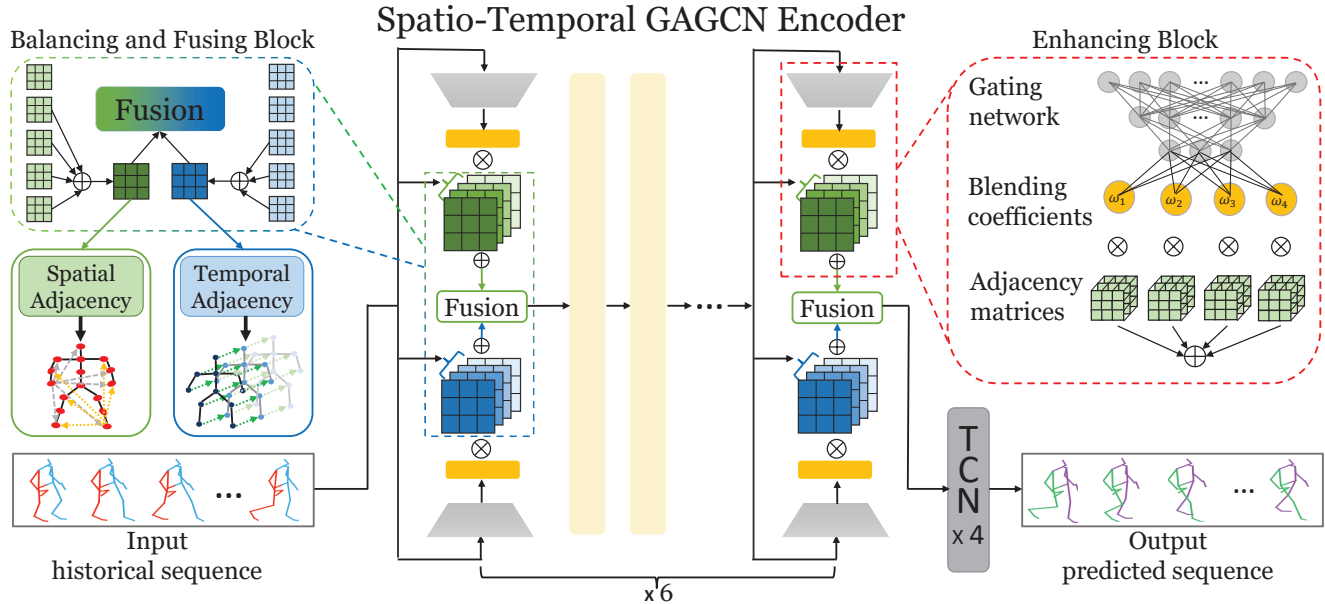 Spatio-Temporal GAGCN Encoder
Balancing and Fusing Block
Fusion
Spatial
Adjacency
Temporal
Adjacency
Input
historical sequence
Fusion
Fusion
x 6
Enhancing Block
Gating
network
Blending
coefficients
ω1 ω2 ω3 ω4
Adjacency
matrices
T
C
N
x 4
Output
predicted sequence